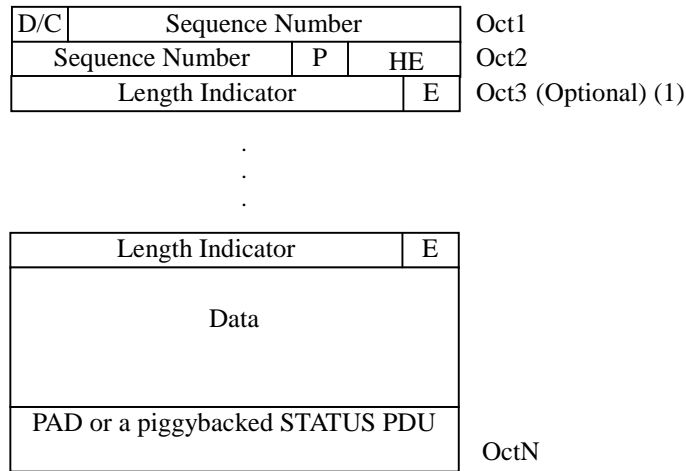 D/C Sequence Number Oct1
Sequence Number P HE Oct2
Length Indicator E Oct3 (Optional) (1)
.
.
.
Length Indicator E
Data
PAD or a piggybacked STATUS PDU
OctN